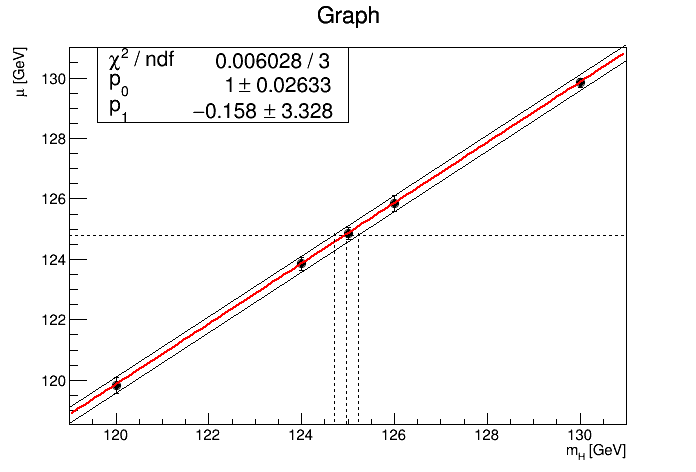 Graph
μ [GeV]
χ² / ndf 0.006028 / 3
p₀ 1 ± 0.02633
p₁ −0.158 ± 3.328
130
128
126
124
122
120
120 122 124 126 128 130
m_H [GeV]